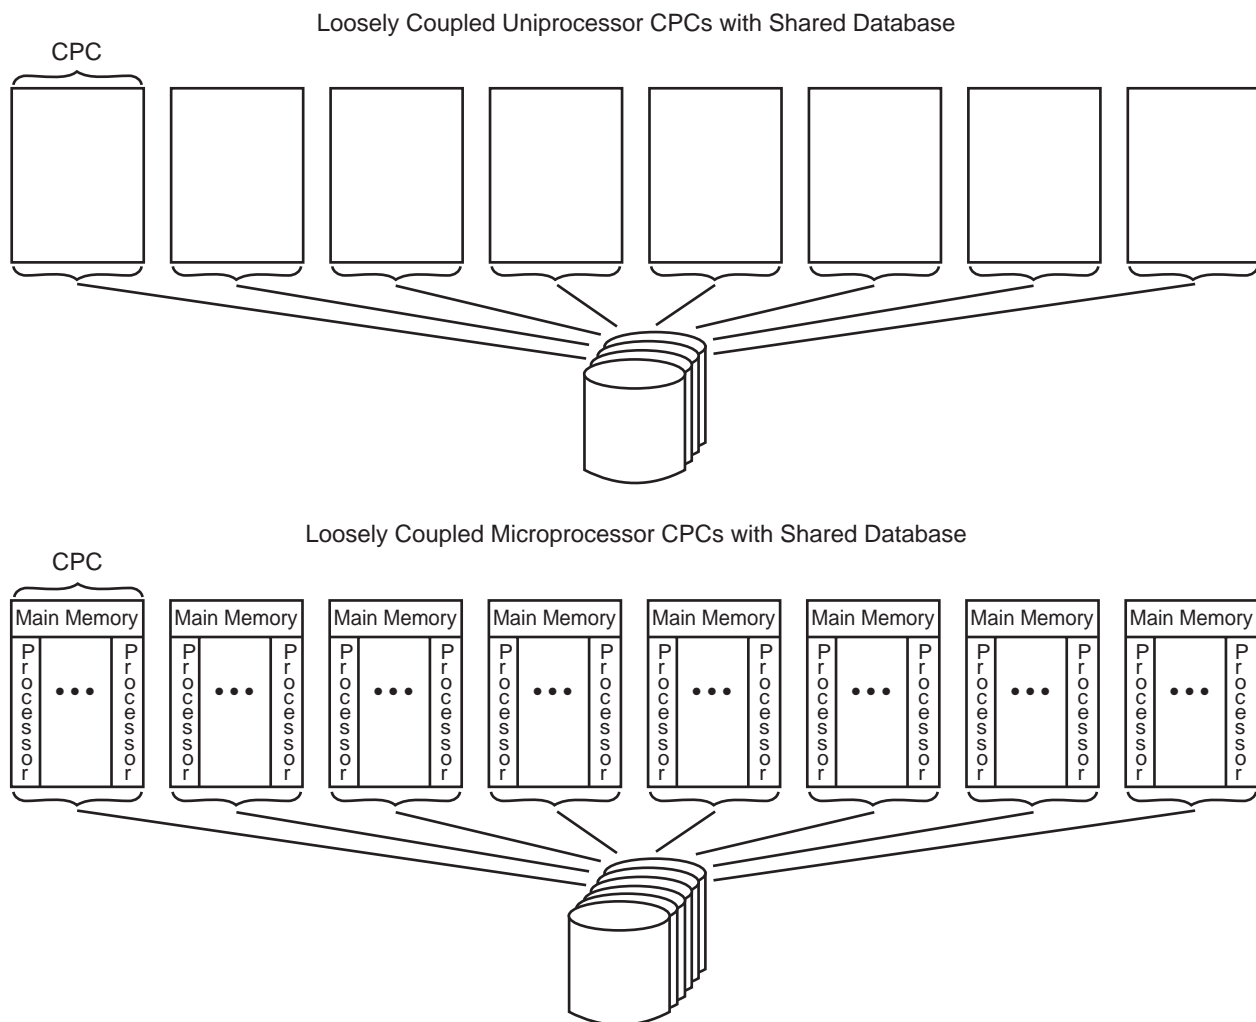 Loosely Coupled Uniprocessor CPCs with Shared Database
CPC
Loosely Coupled Microprocessor CPCs with Shared Database
CPC
Main Memory Main Memory Main Memory Main Memory Main Memory Main Memory Main Memory Main Memory
Processor ••• Processor Processor ••• Processor Processor ••• Processor Processor ••• Processor Processor ••• Processor Processor ••• Processor Processor ••• Processor Processor ••• Processor